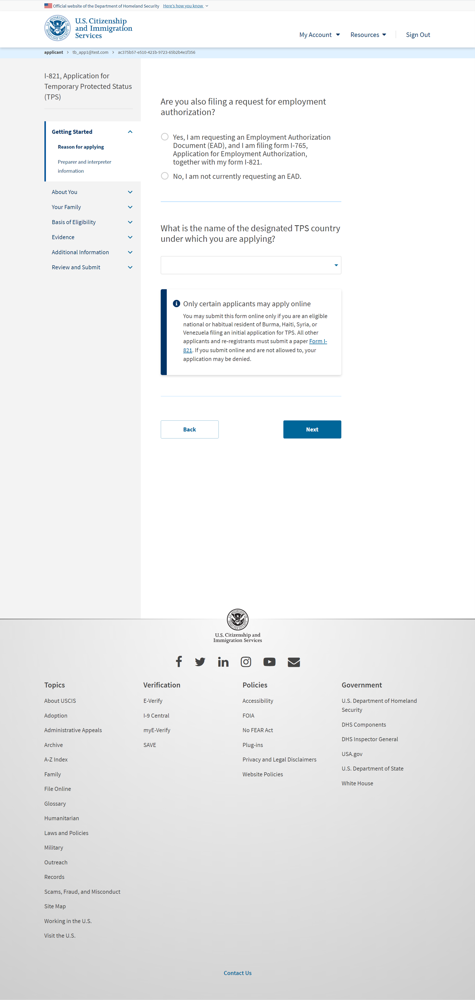 Official website of the Department of Homeland Security Here's how you know
U.S. Citizenship
and Immigration
Services
My Account Resources Sign Out
applicant > tb_app1@test.com > ac375b57-e510-421b-9723-65b2b4e1f356
I-821, Application for
Temporary Protected Status
(TPS)
Getting Started
Reason for applying
Preparer and interpreter
information
About You
Your Family
Basis of Eligibility
Evidence
Additional Information
Review and Submit
Are you also filing a request for employment
authorization?
Yes, I am requesting an Employment Authorization
Document (EAD), and I am filing form I-765,
Application for Employment Authorization,
together with my form I-821.
No, I am not currently requesting an EAD.
What is the name of the designated TPS country
under which you are applying?
Only certain applicants may apply online
You may submit this form online only if you are an eligible
national or habitual resident of Burma, Haiti, Syria, or
Venezuela filing an initial application for TPS. All other
applicants and re-registrants must submit a paper Form I-
821. If you submit online and are not allowed to, your
application may be denied.
Back
Next
U.S. Citizenship and
Immigration Services
Topics
About USCIS
Adoption
Administrative Appeals
Archive
A-Z Index
Family
File Online
Glossary
Humanitarian
Laws and Policies
Military
Outreach
Records
Scams, Fraud, and Misconduct
Site Map
Working in the U.S.
Visit the U.S.
Verification
E-Verify
I-9 Central
myE-Verify
SAVE
Policies
Accessibility
FOIA
No FEAR Act
Plug-ins
Privacy and Legal Disclaimers
Website Policies
Government
U.S. Department of Homeland
Security
DHS Components
DHS Inspector General
USA.gov
U.S. Department of State
White House
Contact Us